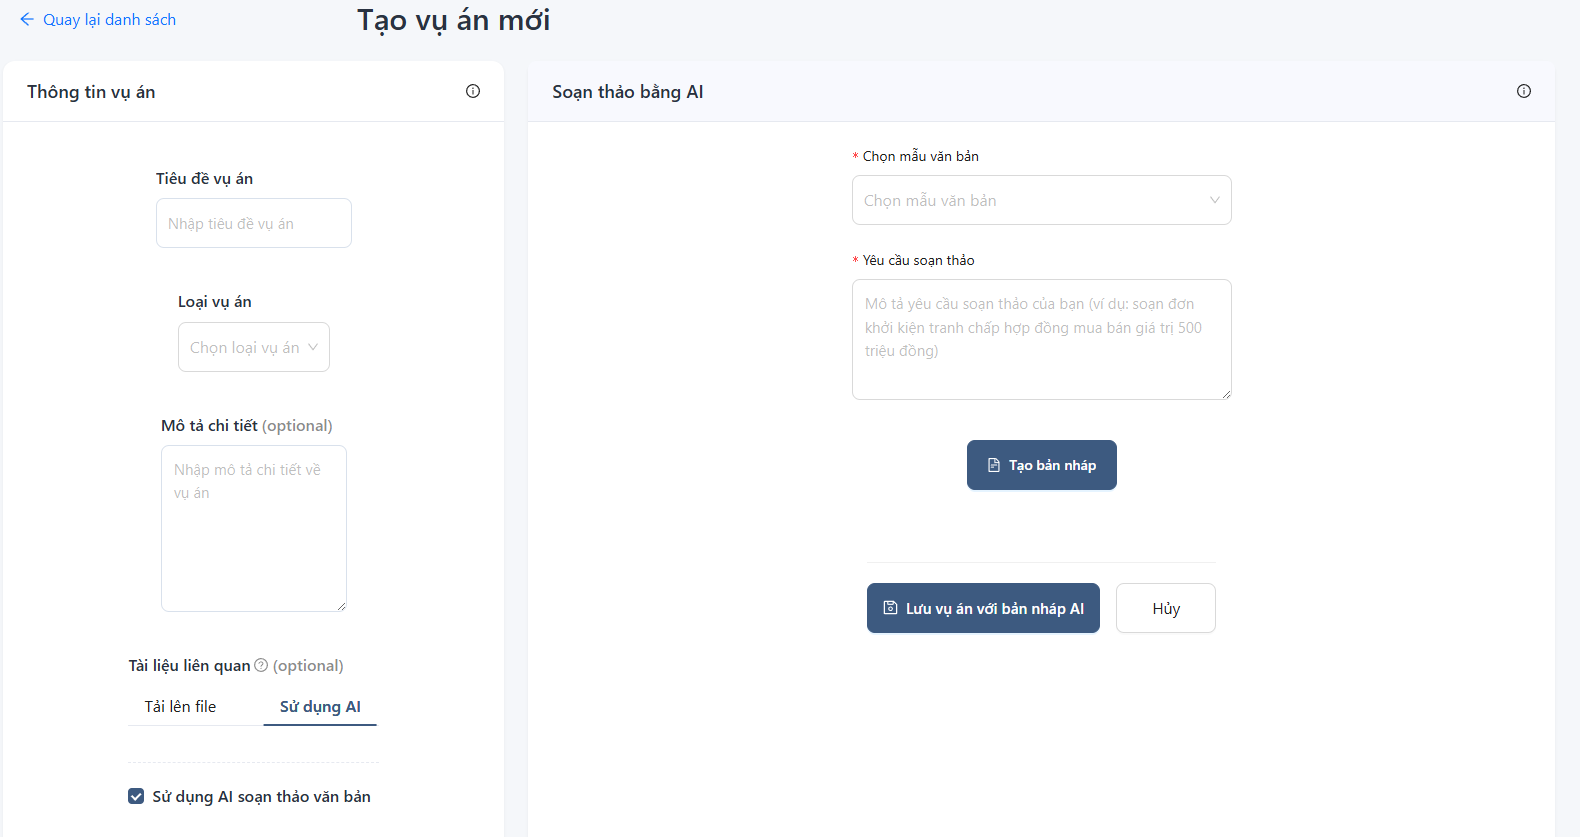 Quay lại danh sách
Tạo vụ án mới
Thông tin vụ án
Tiêu đề vụ án
Nhập tiêu đề vụ án
Loại vụ án
Chọn loại vụ án
Mô tả chi tiết (optional)
Nhập mô tả chi tiết về
vụ án
Tài liệu liên quan (optional)
Tải lên file
Sử dụng AI
Sử dụng AI soạn thảo văn bản
Soạn thảo bằng AI
* Chọn mẫu văn bản
Chọn mẫu văn bản
* Yêu cầu soạn thảo
Mô tả yêu cầu soạn thảo của bạn (ví dụ: soạn đơn
khởi kiện tranh chấp hợp đồng mua bán giá trị 500
triệu đồng)
Tạo bản nháp
Lưu vụ án với bản nháp AI
Hủy